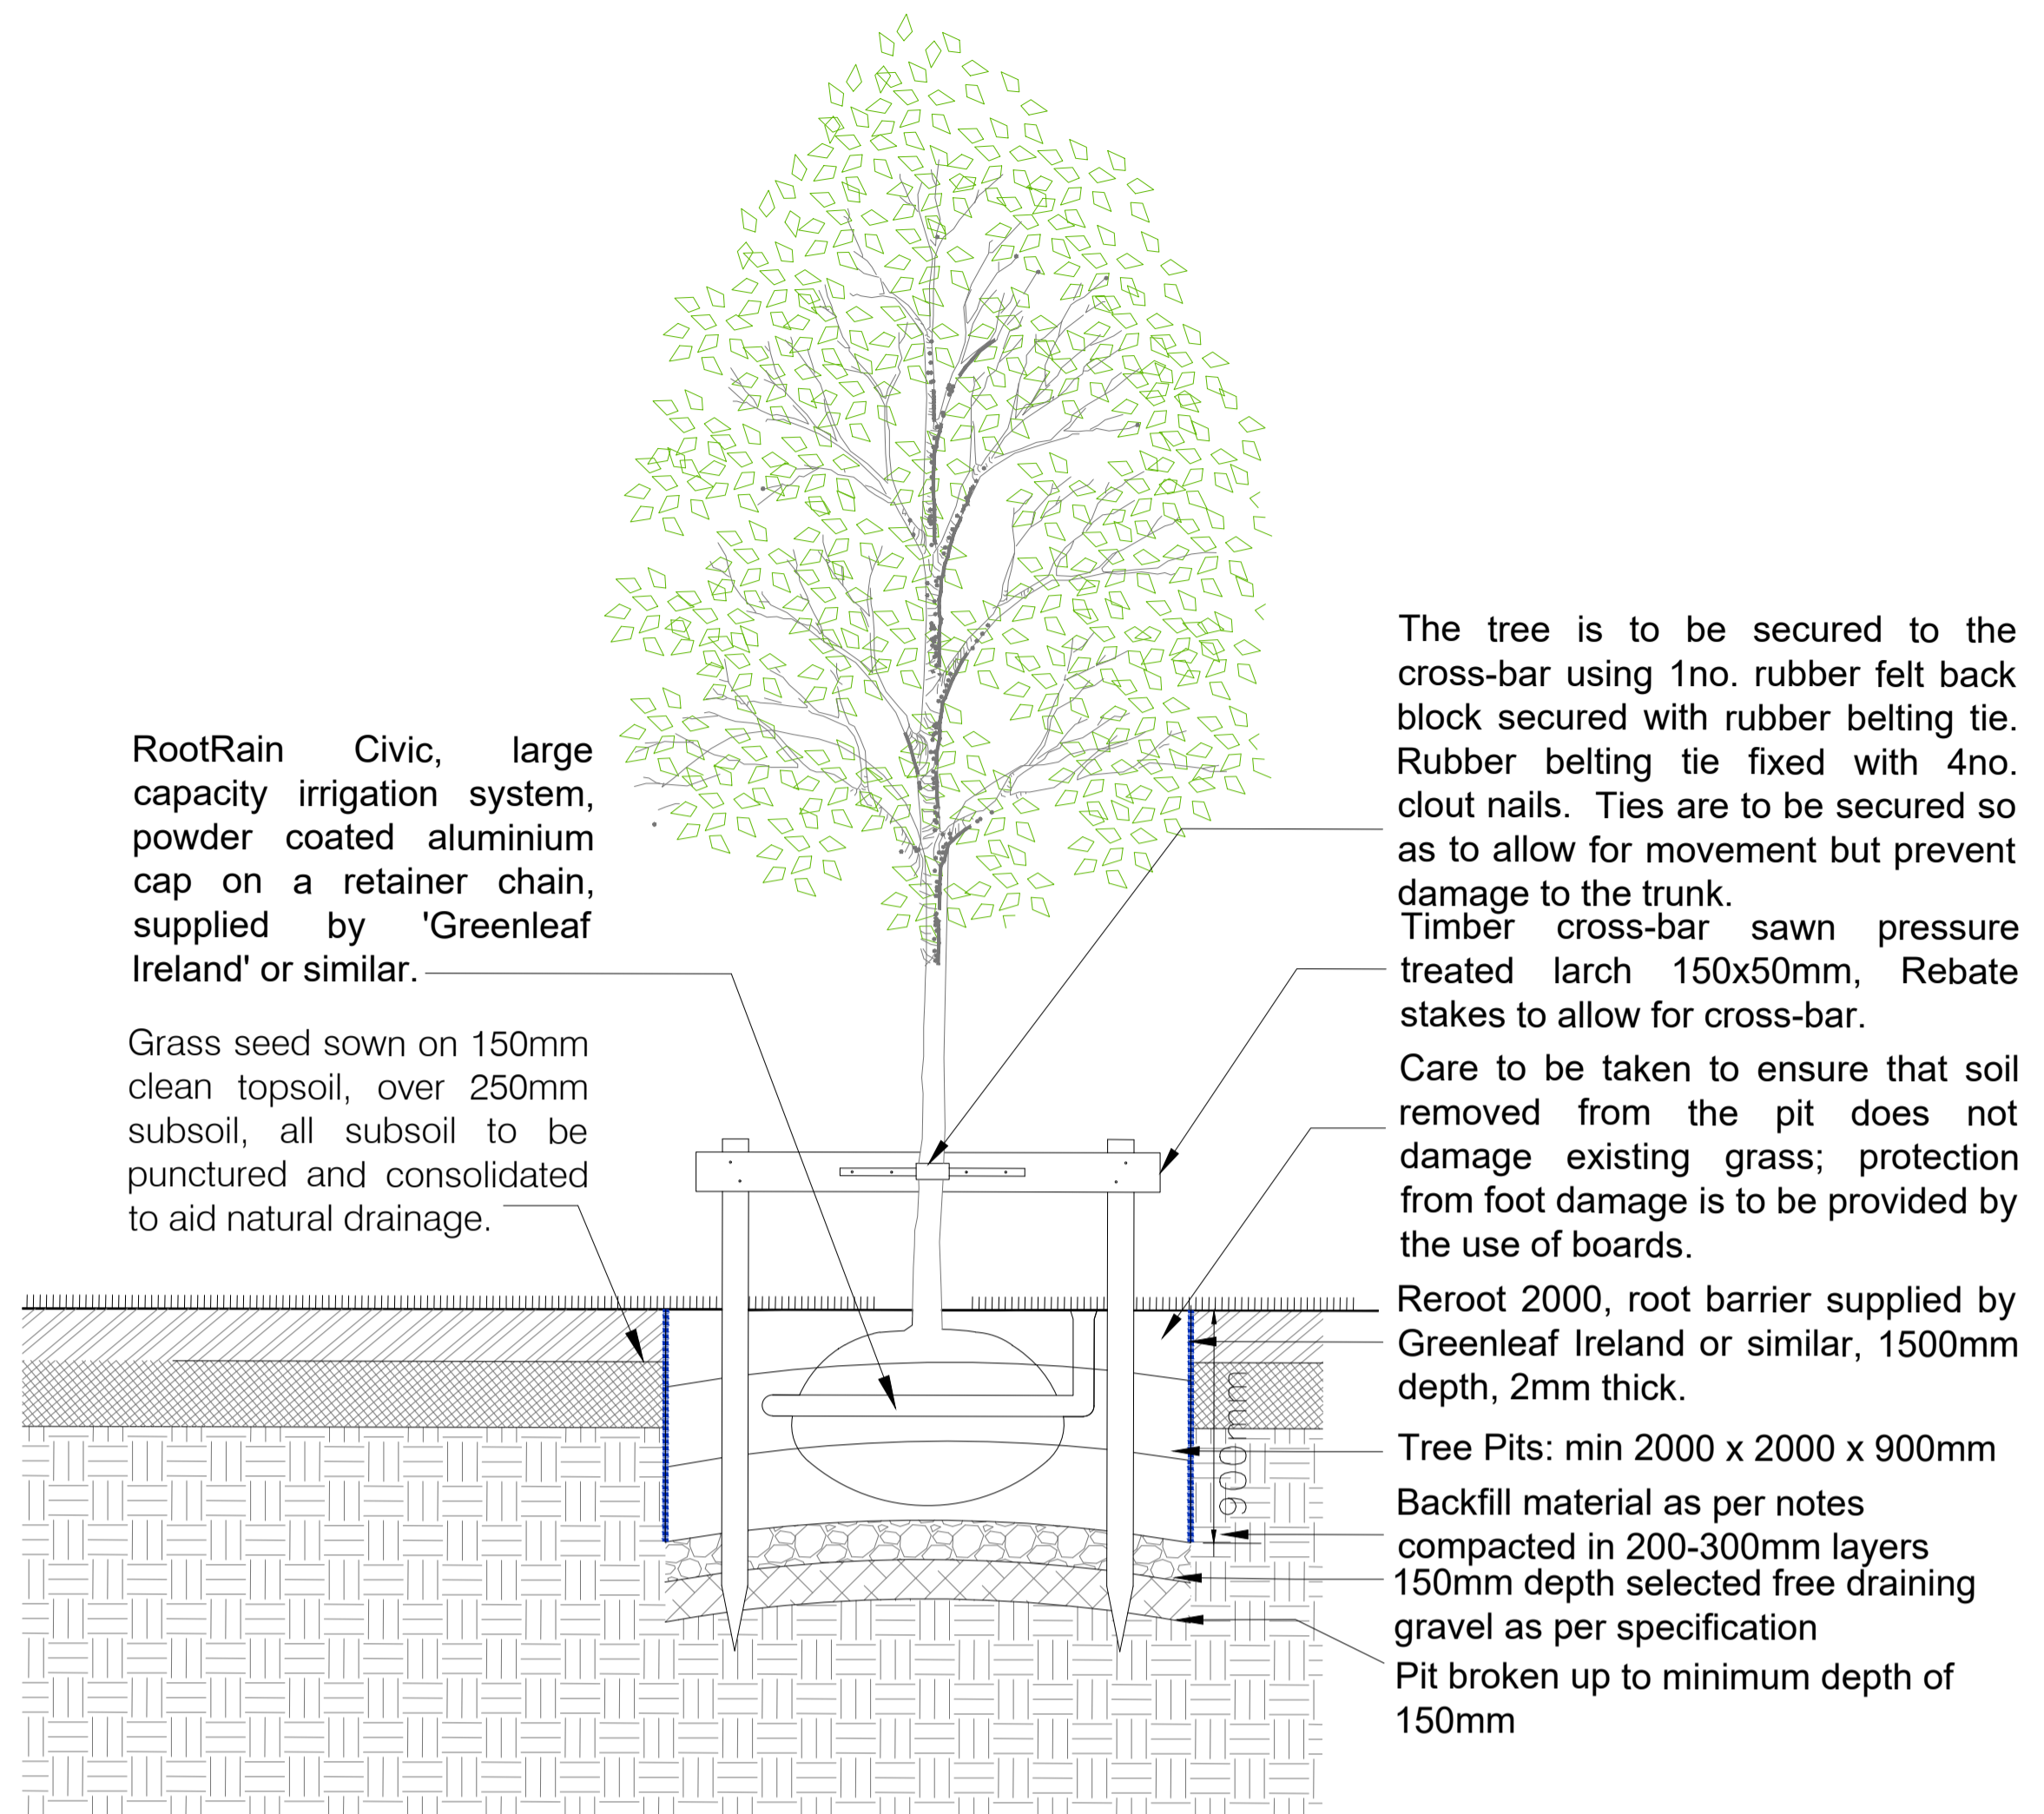 RootRain Civic, large
capacity irrigation system,
powder coated aluminium
cap on a retainer chain,
supplied by 'Greenleaf
Ireland' or similar.
Grass seed sown on 150mm
clean topsoil, over 250mm
subsoil, all subsoil to be
punctured and consolidated
to aid natural drainage.
The tree is to be secured to the
cross-bar using 1no. rubber felt back
block secured with rubber belting tie.
Rubber belting tie fixed with 4no.
clout nails. Ties are to be secured so
as to allow for movement but prevent
damage to the trunk.
Timber cross-bar sawn pressure
treated larch 150x50mm, Rebate
stakes to allow for cross-bar.
Care to be taken to ensure that soil
removed from the pit does not
damage existing grass; protection
from foot damage is to be provided by
the use of boards.
Reroot 2000, root barrier supplied by
Greenleaf Ireland or similar, 1500mm
depth, 2mm thick.
Tree Pits: min 2000 x 2000 x 900mm
Backfill material as per notes
compacted in 200-300mm layers
150mm depth selected free draining
gravel as per specification
Pit broken up to minimum depth of
150mm
900mm